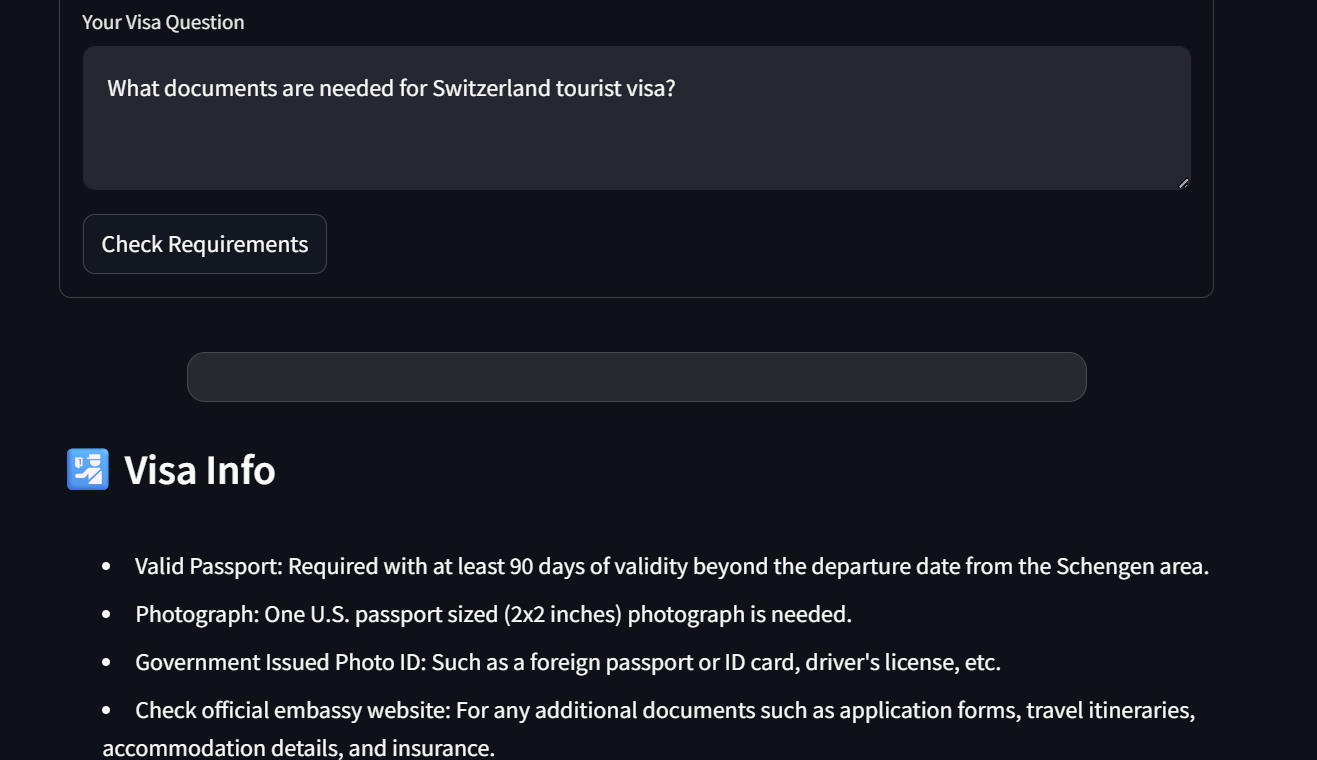 Your Visa Question
What documents are needed for Switzerland tourist visa?
Check Requirements
Visa Info
• Valid Passport: Required with at least 90 days of validity beyond the departure date from the Schengen area.
• Photograph: One U.S. passport sized (2x2 inches) photograph is needed.
• Government Issued Photo ID: Such as a foreign passport or ID card, driver's license, etc.
• Check official embassy website: For any additional documents such as application forms, travel itineraries,
accommodation details, and insurance.